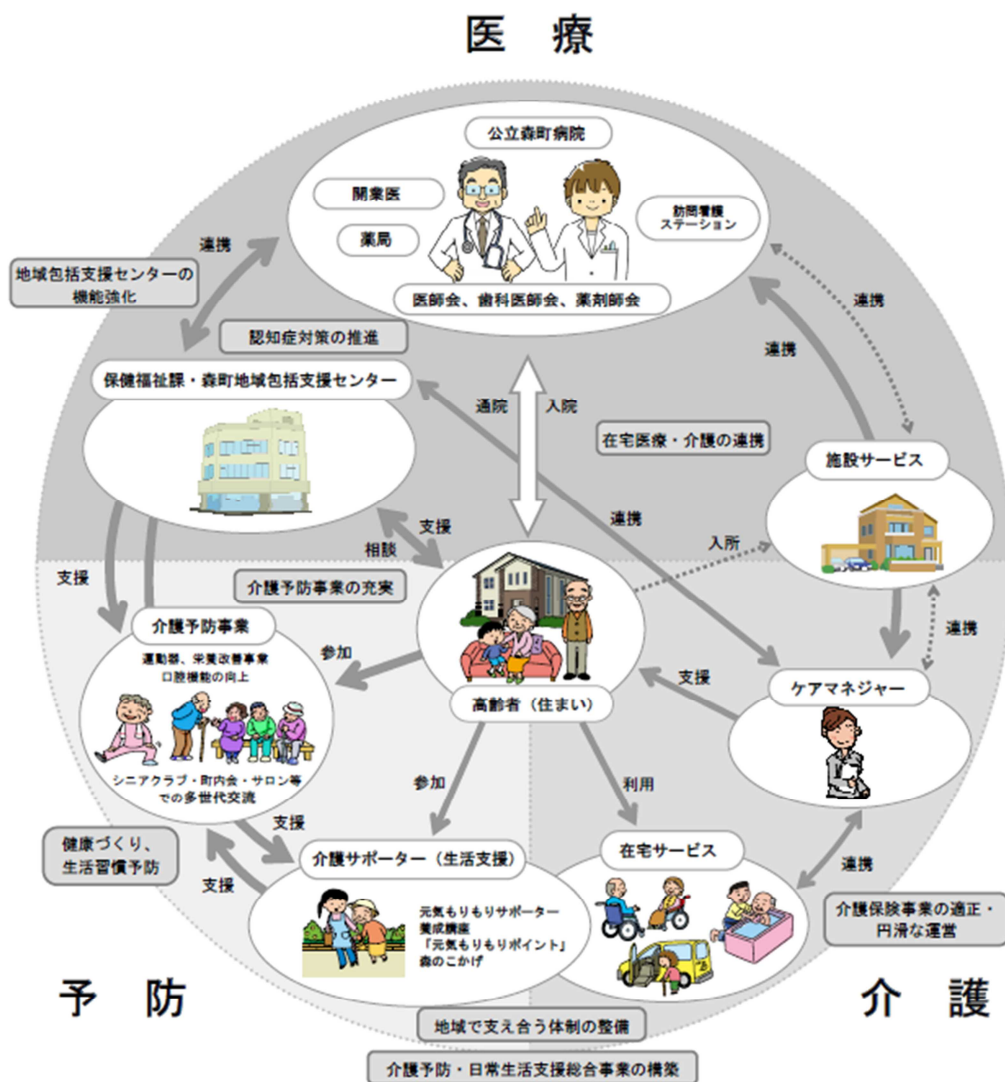 医 療
公立森町病院
開業医
薬局
訪問看護
ステーション
医師会、歯科医師会、薬剤師会
連携
地域包括支援センターの
機能強化
連携
連携
認知症対策の推進
保健福祉課・森町地域包括支援センター
通院
入院
在宅医療・介護の連携
施設サービス
連携
支援
相談
入所
支援
介護予防事業の充実
連携
介護予防事業
運動器、栄養改善事業
口腔機能の向上
シニアクラブ・町内会・サロン等
での多世代交流
参加
高齢者（住まい）
支援
ケアマネジャー
参加
利用
健康づくり、
生活習慣予防
支援
支援
介護サポーター（生活支援）
元気もりもりサポーター
養成講座
「元気もりもりポイント」
森のこかげ
在宅サービス
連携
介護保険事業の適正・
円滑な運営
予 防
介 護
地域で支え合う体制の整備
介護予防・日常生活支援総合事業の構築